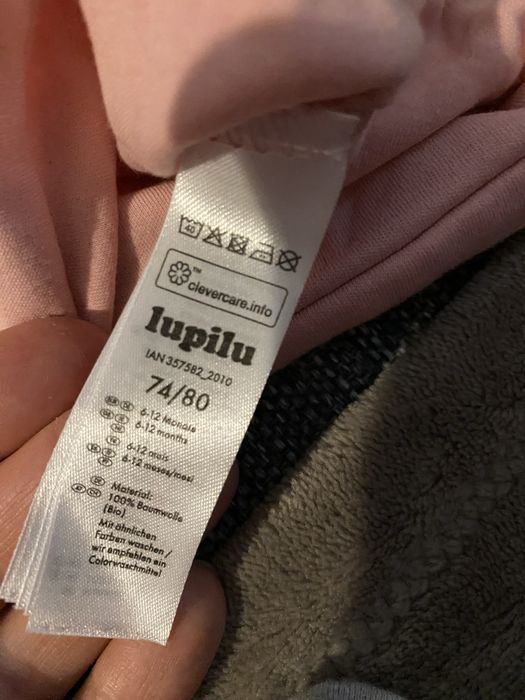 40
clevercare.info
lupilu
IAN 357582_2010
74/80
6-12 Monate
6-12 months
6-12 mois
6-12 meses/mesi
Material:
100% Baumwolle
(Bio)
Mit ähnlichen
Farben waschen /
wir empfehlen ein
Colorwaschmittel